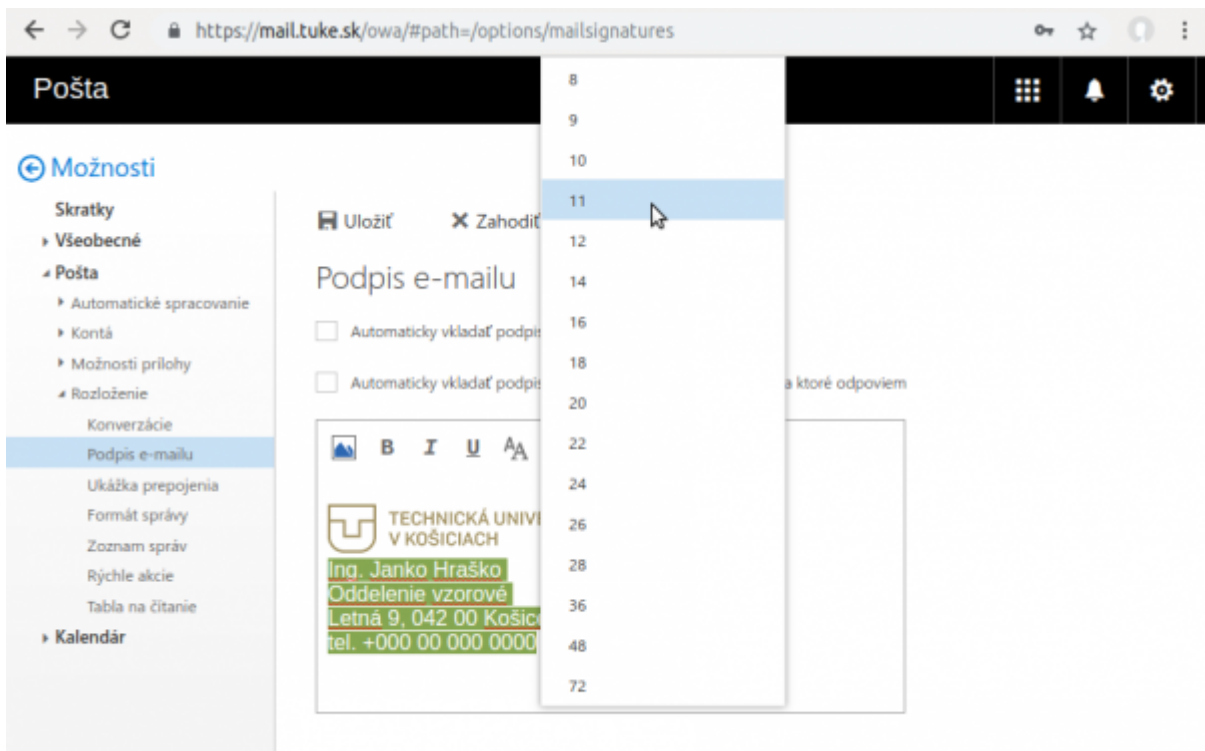 https://mail.tuke.sk/owa/#path=/options/mailsignatures
Pošta
Možnosti
Skratky
Všeobecné
Pošta
Automatické spracovanie
Kontá
Možnosti prílohy
Rozloženie
Konverzácie
Podpis e-mailu
Ukážka prepojenia
Formát správy
Zoznam správ
Rýchle akcie
Tabla na čítanie
Kalendár
Uložiť Zahodiť
Podpis e-mailu
Automaticky vkladať podpis
Automaticky vkladať podpis a ktoré odpoviem
B I U AA
TECHNICKÁ
V KOŠICIACH
Ing. Janko Hraško
Oddelenie vzorové
Letná 9, 042 00
tel. +000 00 000 0000
8
9
10
11
12
14
16
18
20
22
24
26
28
36
48
72